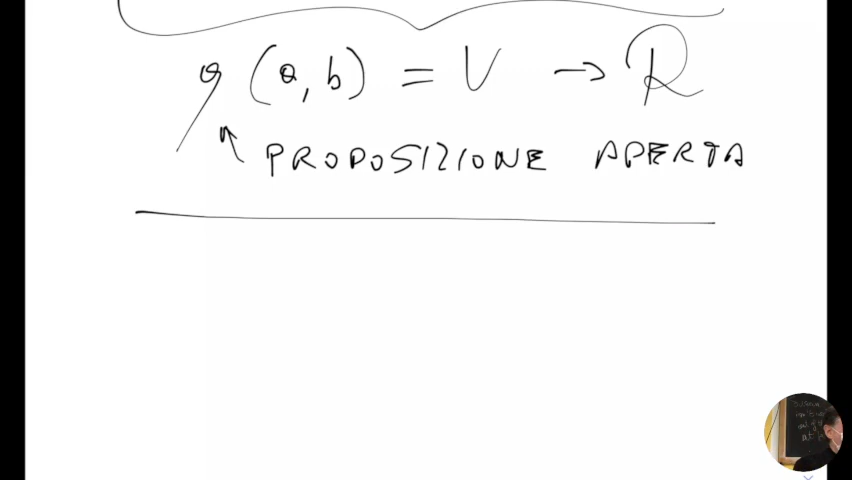 ℘ (a, b) = V → R
↑ PROPOSIZIONE APERTA